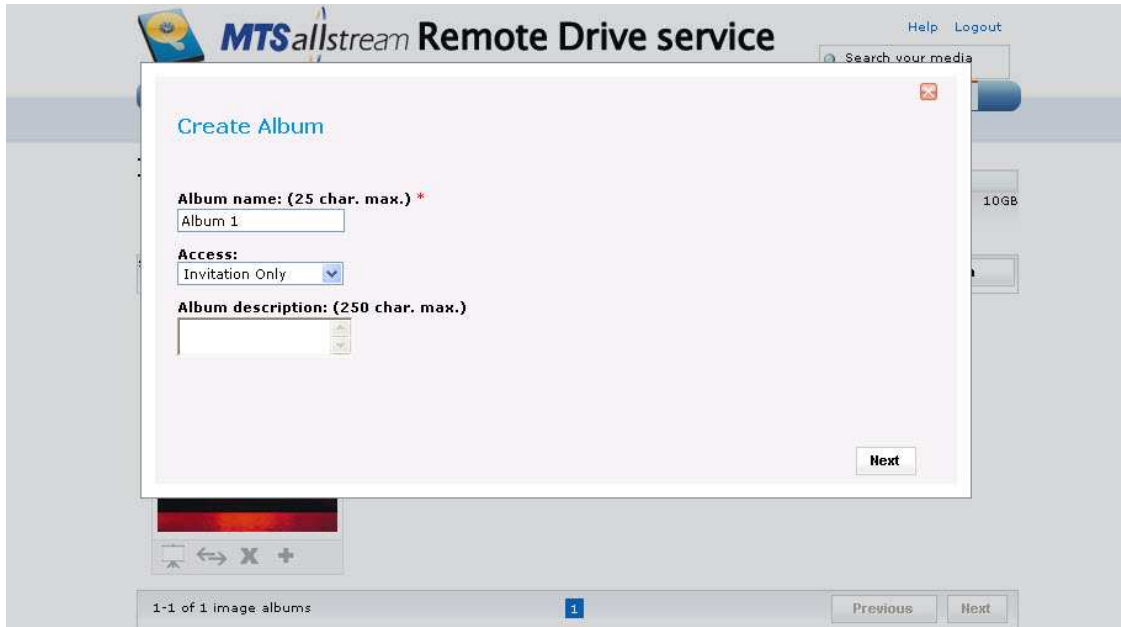 MTSallstream Remote Drive service
Help Logout
Search your media
Create Album
Album name: (25 char. max.) *
Album 1
10GB
Access:
Invitation Only
Album description: (250 char. max.)
Next
1-1 of 1 image albums
1
Previous
Next